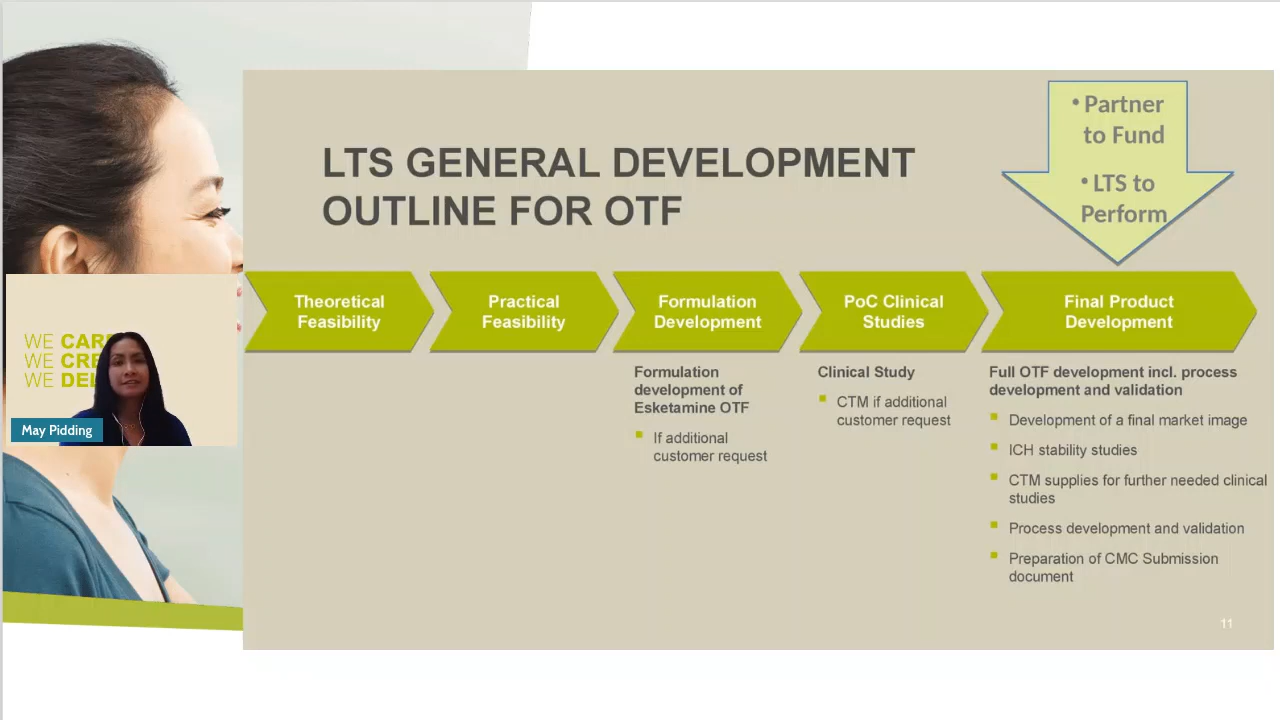 LTS GENERAL DEVELOPMENT
OUTLINE FOR OTF
• Partner
to Fund
• LTS to
Perform
Theoretical
Feasibility
Practical
Feasibility
Formulation
Development
PoC Clinical
Studies
Final Product
Development
Formulation
development of
Esketamine OTF
If additional
customer request
Clinical Study
CTM if additional
customer request
Full OTF development incl. process
development and validation
Development of a final market image
ICH stability studies
CTM supplies for further needed clinical
studies
Process development and validation
Preparation of CMC Submission
document
WE CAR
WE CRE
WE DEL
May Pidding
11